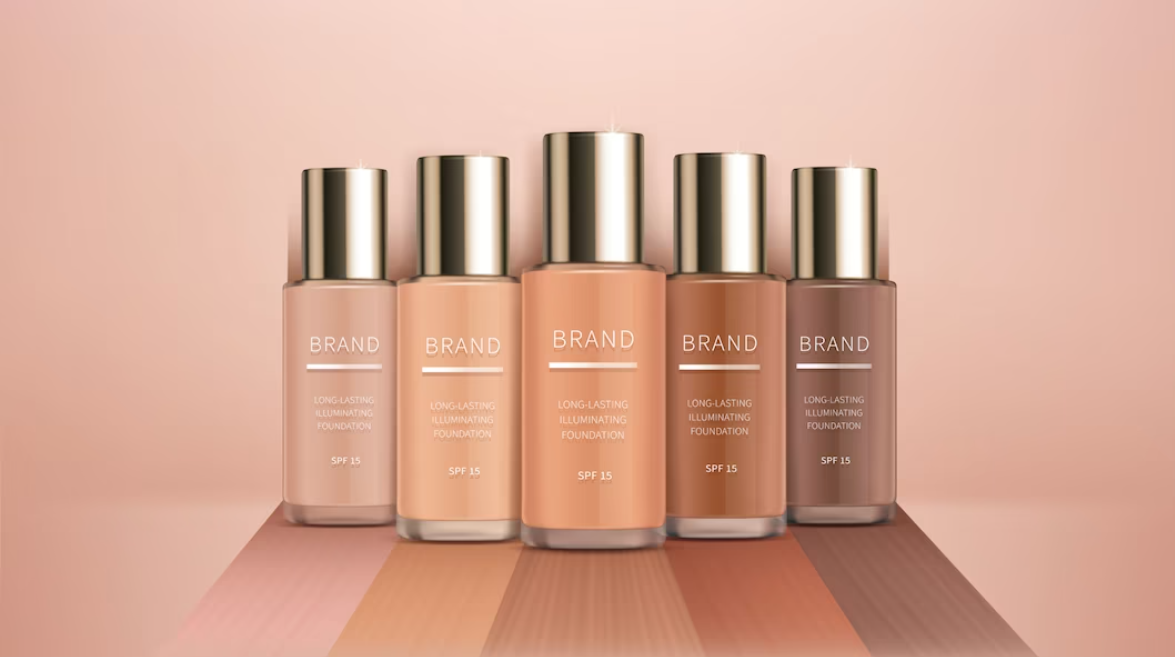 BRAND
LONG-LASTING
ILLUMINATING
FOUNDATION
SPF 15
BRAND
LONG-LASTING
ILLUMINATING
FOUNDATION
SPF 15
BRAND
LONG-LASTING
ILLUMINATING
FOUNDATION
SPF 15
BRAND
LONG-LASTING
ILLUMINATING
FOUNDATION
SPF 15
BRAND
LONG-LASTING
ILLUMINATING
FOUNDATION
SPF 15